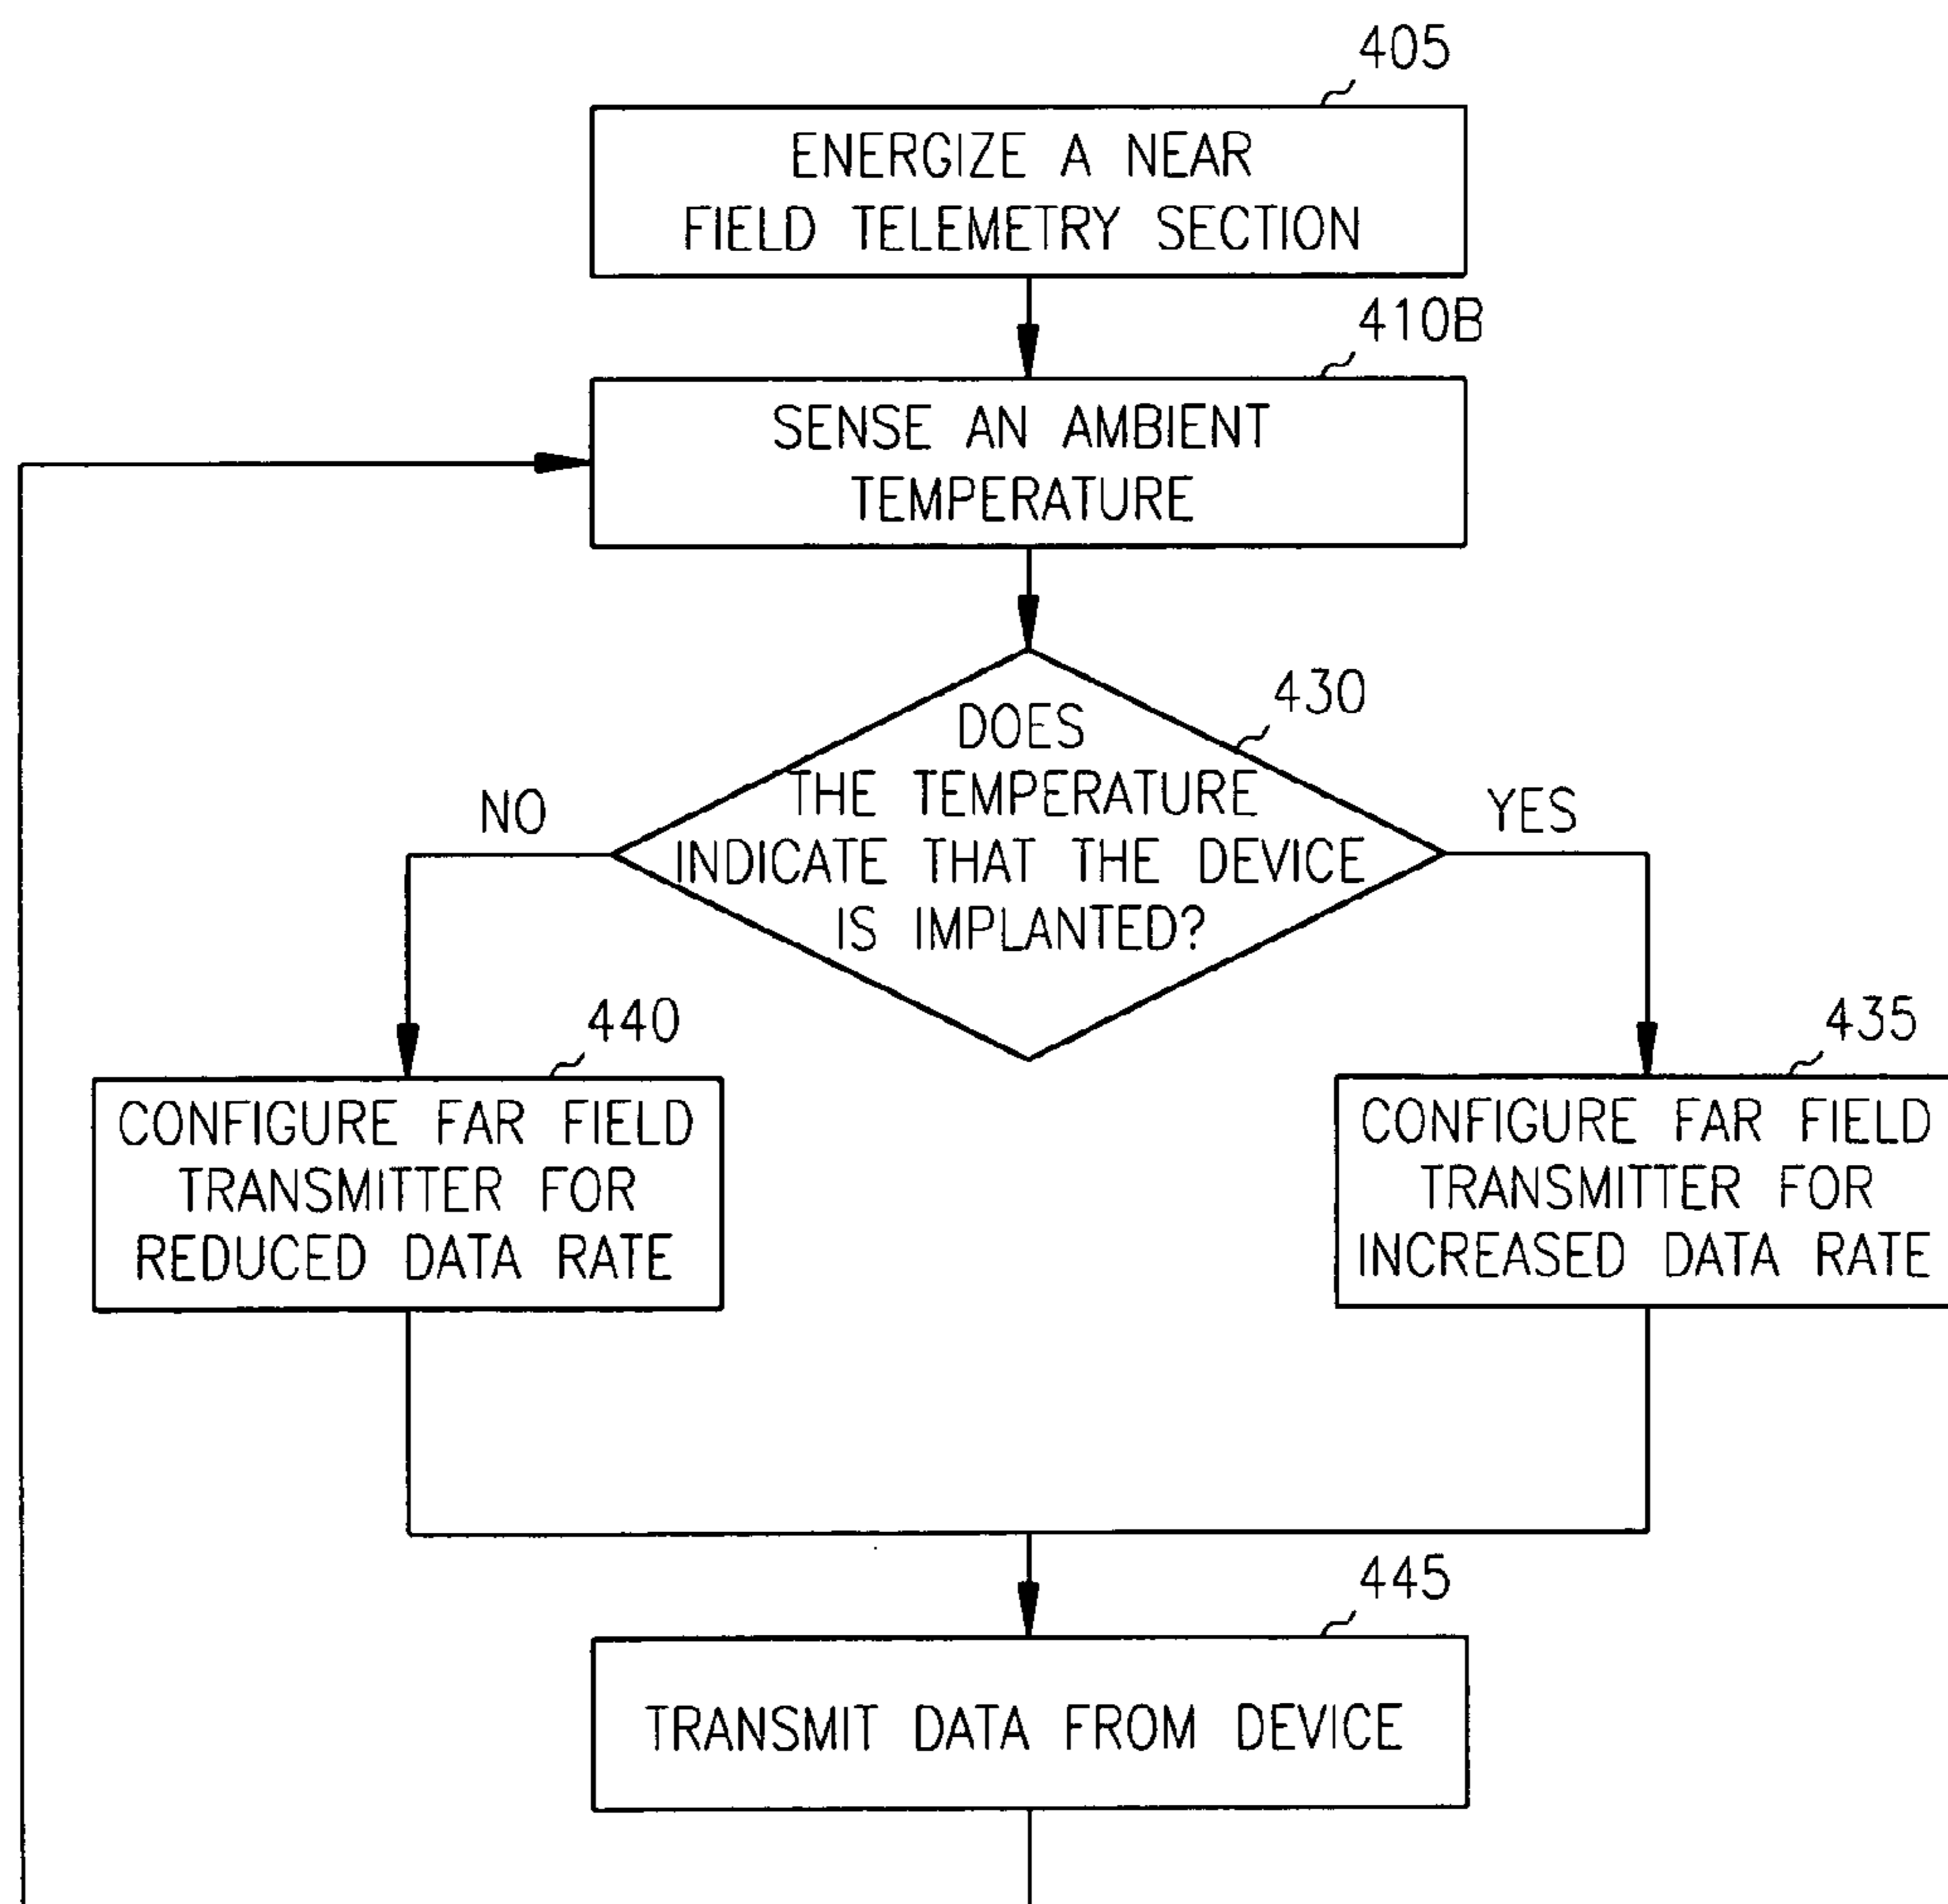 405
ENERGIZE A NEAR
FIELD TELEMETRY SECTION
410B
SENSE AN AMBIENT
TEMPERATURE
430
DOES
THE TEMPERATURE
INDICATE THAT THE DEVICE
IS IMPLANTED?
NO
YES
440
CONFIGURE FAR FIELD
TRANSMITTER FOR
REDUCED DATA RATE
435
CONFIGURE FAR FIELD
TRANSMITTER FOR
INCREASED DATA RATE
445
TRANSMIT DATA FROM DEVICE